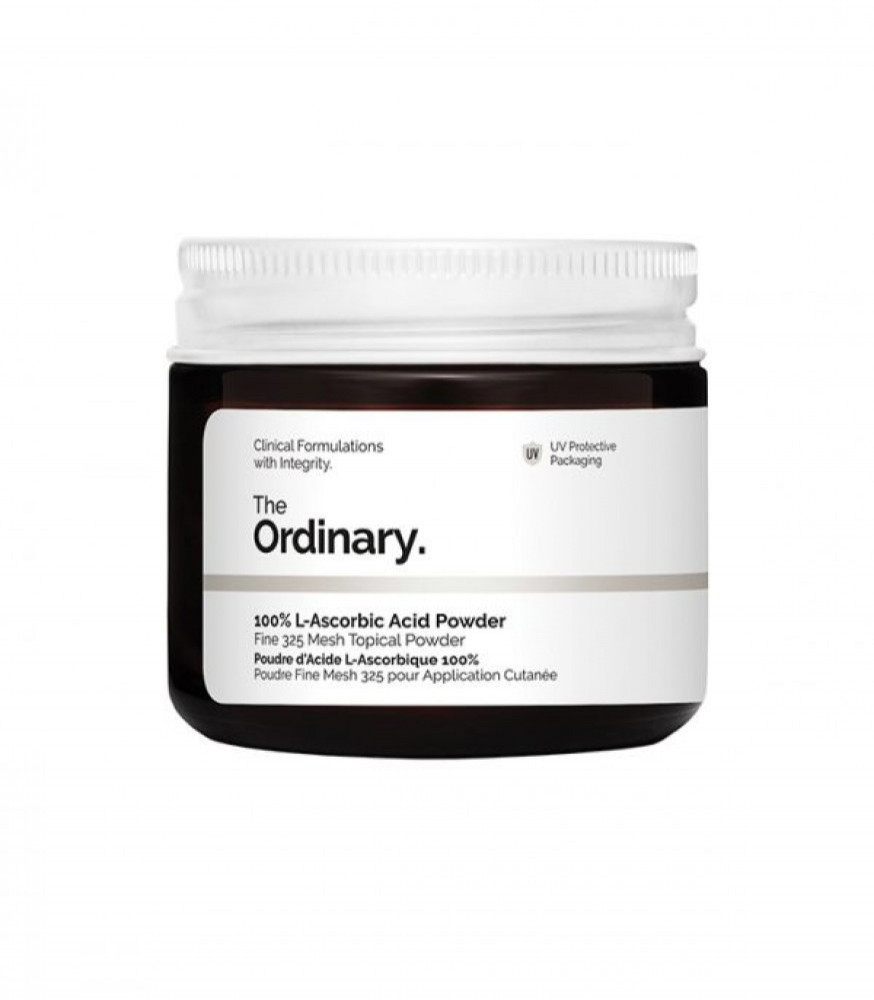 Clinical Formulations
with Integrity.
UV
UV Protective
Packaging
The
Ordinary.
100% L-Ascorbic Acid Powder
Fine 325 Mesh Topical Powder
Poudre d'Acide L-Ascorbique 100%
Poudre Fine Mesh 325 pour Application Cutanée